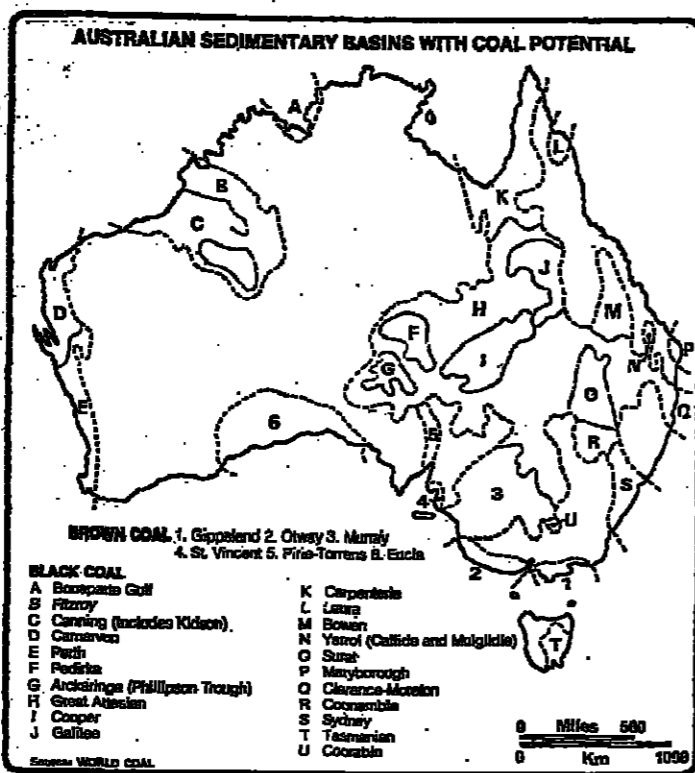 AUSTRALIAN SEDIMENTARY BASINS WITH COAL POTENTIAL
A
L
B
K
C
J
D
H
M
F
I
P
G
N
E
O
Q
6
5
R
3
S
4
U
2
1
T
BROWN COAL 1. Gippsland 2. Otway 3. Murray
4. St. Vincent 5. Pirie-Torrens 6. Eucla
BLACK COAL
A Bonaparte Gulf
B Fitzroy
C Canning (includes Kidson)
D Carnarvon
E Perth
F Pedirka
G Arckaringa (Phillipson Trough)
H Great Artesian
I Cooper
J Galilee
K Carpentaria
L Laura
M Bowen
N Yarrol (Callide and Mulgildie)
O Surat
P Maryborough
Q Clarence-Moreton
R Coonamble
S Sydney
T Tasmanian
U Coorabin
0 Miles 500
0 Km 1000
Source: WORLD COAL